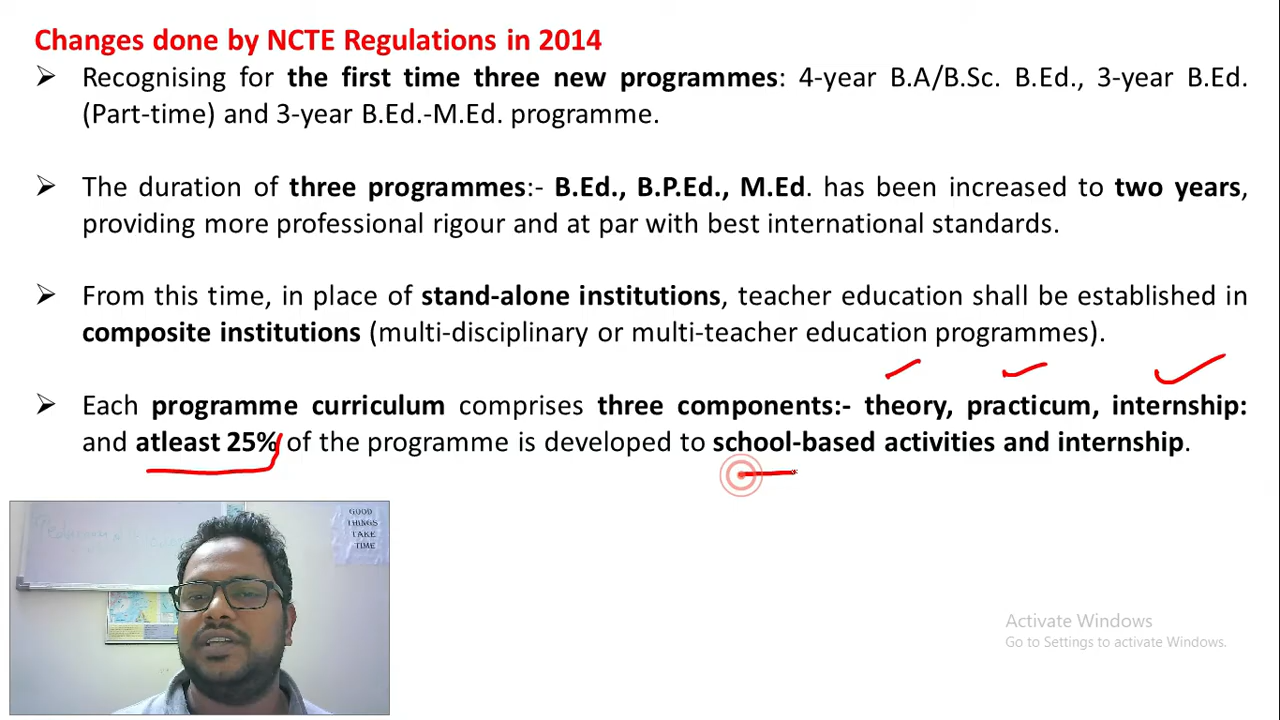 Changes done by NCTE Regulations in 2014
➢ Recognising for the first time three new programmes: 4-year B.A/B.Sc. B.Ed., 3-year B.Ed.
(Part-time) and 3-year B.Ed.-M.Ed. programme.
➢ The duration of three programmes:- B.Ed., B.P.Ed., M.Ed. has been increased to two years,
providing more professional rigour and at par with best international standards.
➢ From this time, in place of stand-alone institutions, teacher education shall be established in
composite institutions (multi-disciplinary or multi-teacher education programmes).
➢ Each programme curriculum comprises three components:- theory, practicum, internship:
and atleast 25% of the programme is developed to school-based activities and internship.
GOOD
THINGS
TAKE
TIME
Activate Windows
Go to Settings to activate Windows.